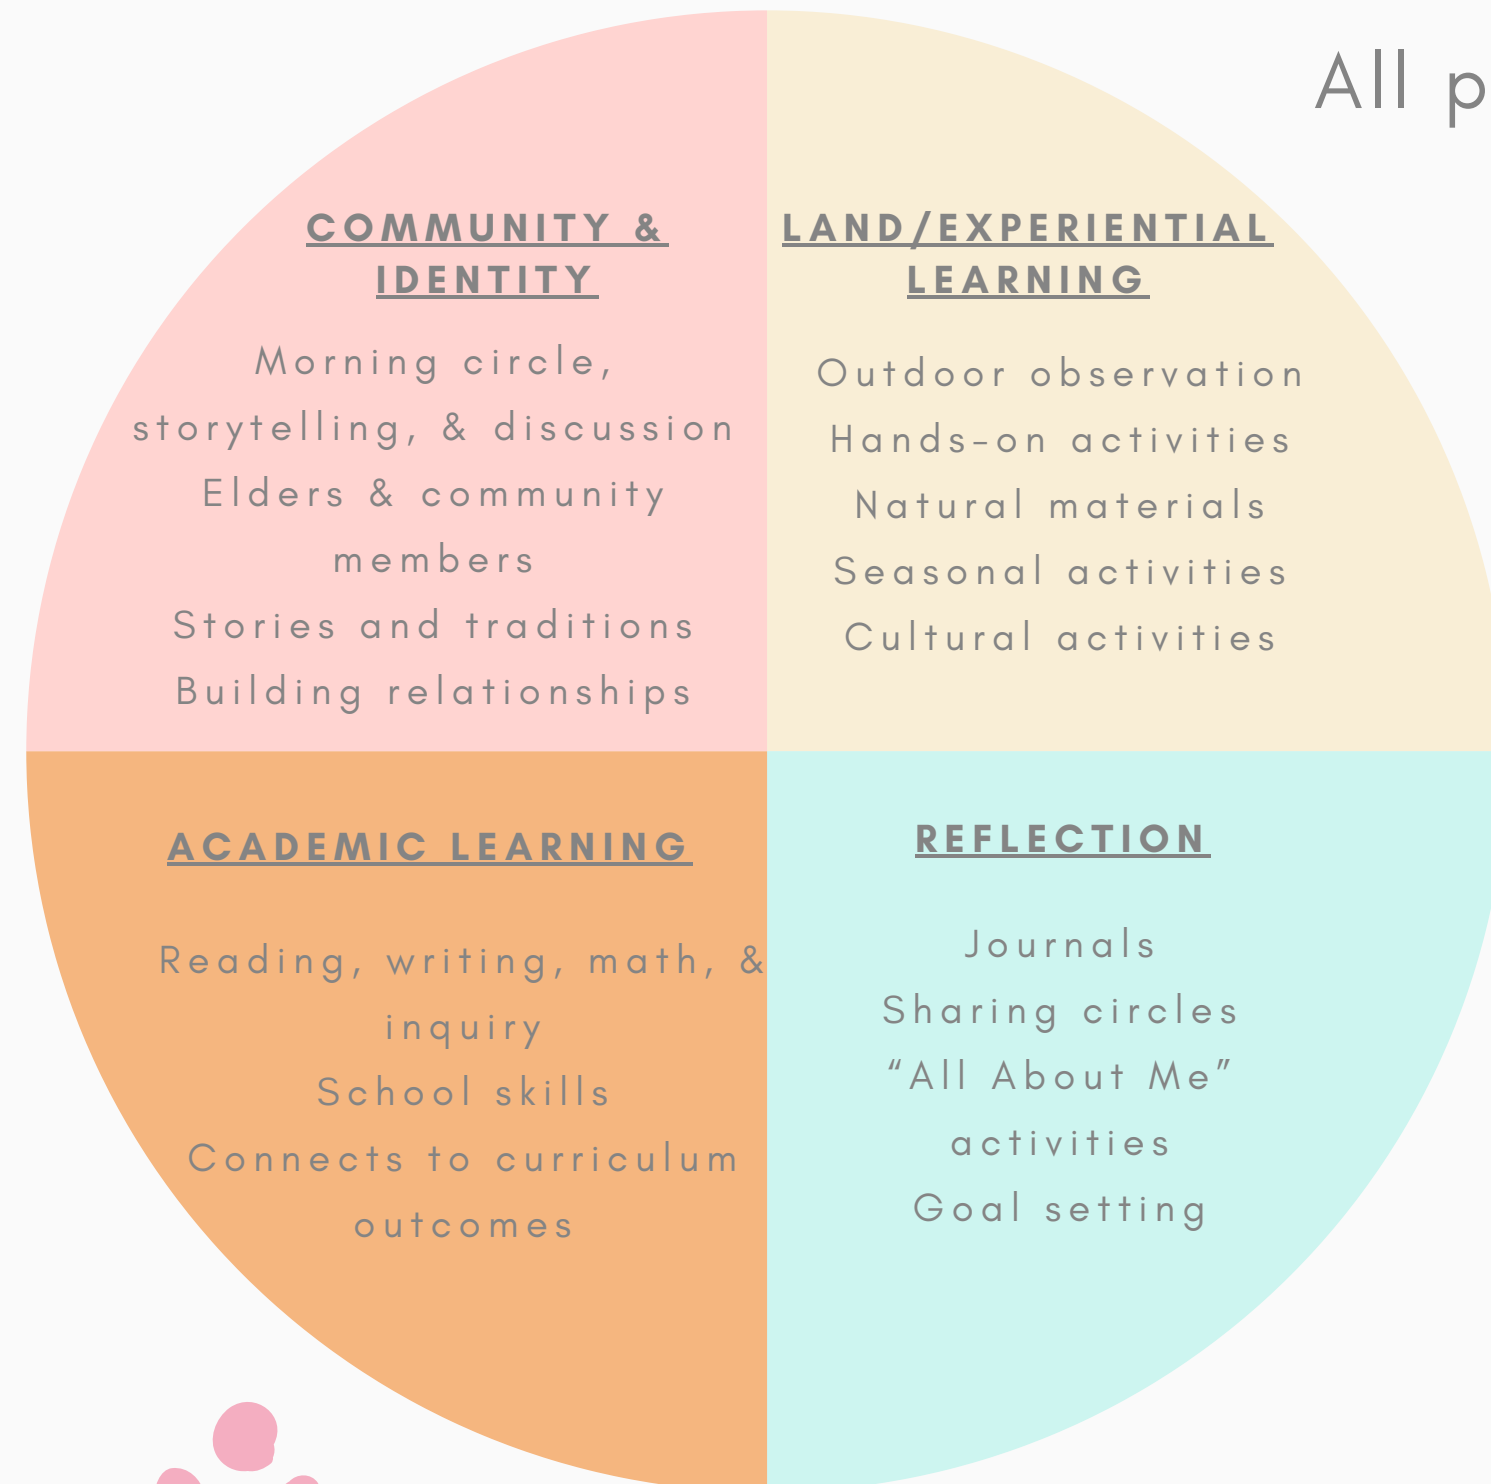 All p
COMMUNITY &
IDENTITY
Morning circle,
storytelling, & discussion
Elders & community
members
Stories and traditions
Building relationships
LAND/EXPERIENTIAL
LEARNING
Outdoor observation
Hands-on activities
Natural materials
Seasonal activities
Cultural activities
ACADEMIC LEARNING
Reading, writing, math, &
inquiry
School skills
Connects to curriculum
outcomes
REFLECTION
Journals
Sharing circles
“All About Me”
activities
Goal setting